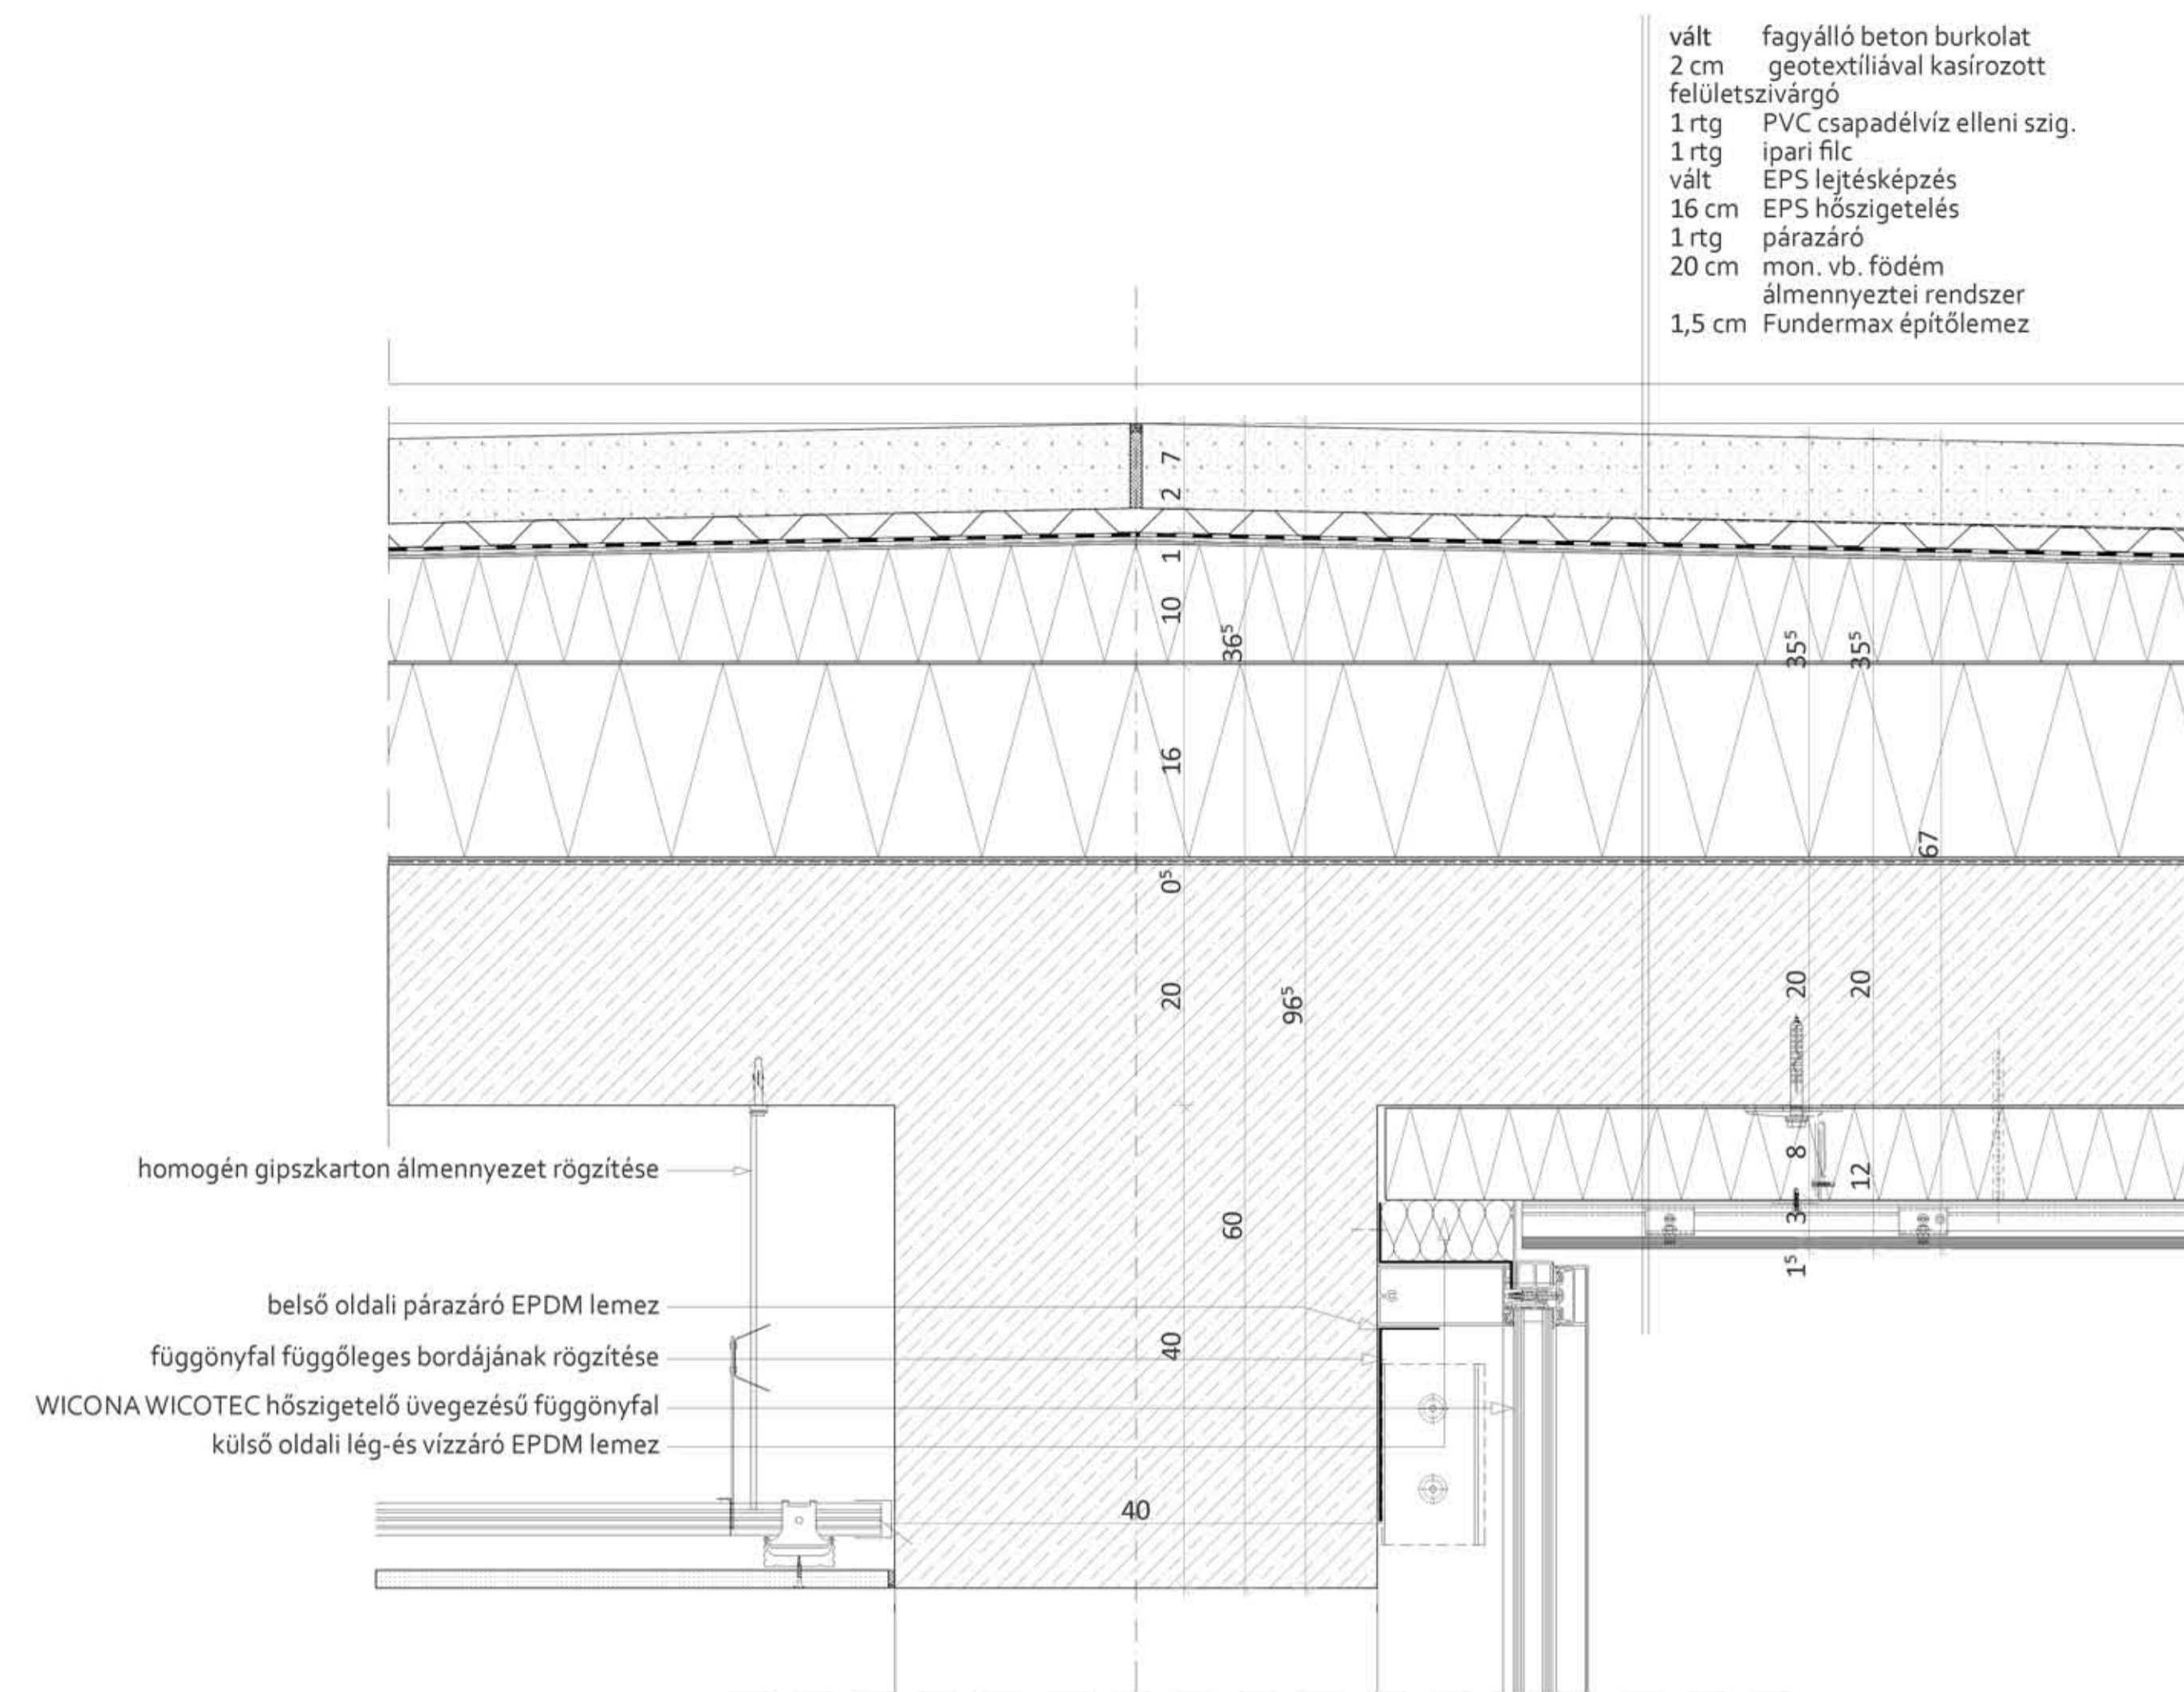 vált fagyálló beton burkolat
2 cm geotextíliával kasírozott
felületszivárgó
1 rtg PVC csapadélvíz elleni szig.
1 rtg ipari filc
vált EPS lejtésképzés
16 cm EPS hőszigetelés
1 rtg párazáró
20 cm mon. vb. födém
álmennyeztei rendszer
1,5 cm Fundermax építőlemez
7
2
1
10
36⁵
35⁵
35⁵
16
67
0⁵
20
96⁵
20
20
homogén gipszkarton álmennyezet rögzítése
8
12
60
3
1⁵
belső oldali párazáró EPDM lemez
40
függönyfal függőleges bordájának rögzítése
WICONA WICOTEC hőszigetelő üvegezésű függönyfal
külső oldali lég-és vízzáró EPDM lemez
40